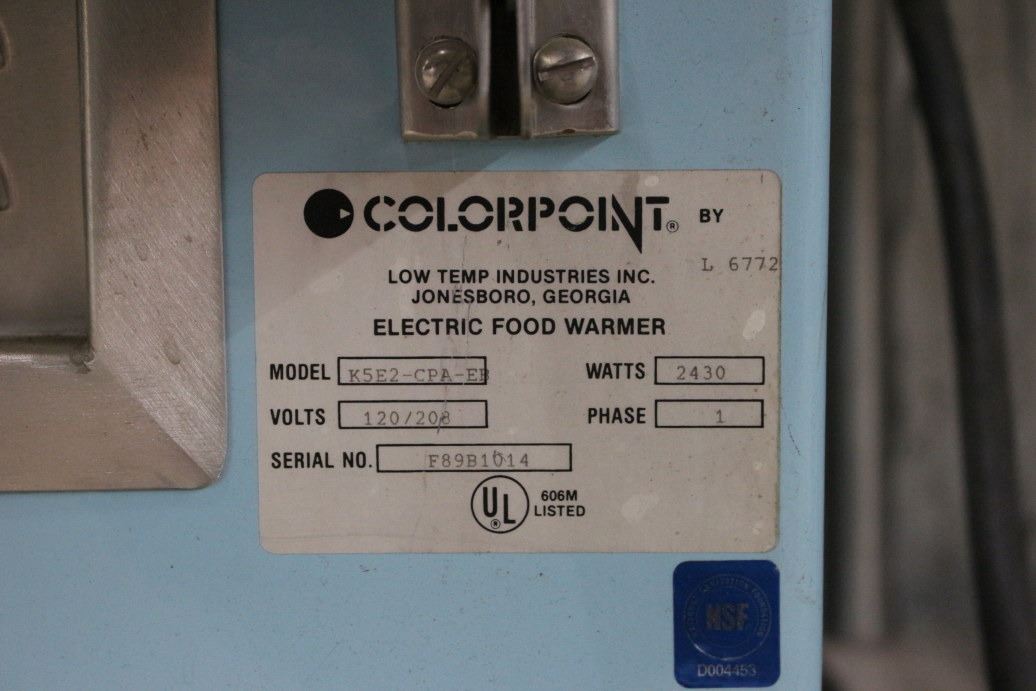 COLORPOINT® BY
L 6772
LOW TEMP INDUSTRIES INC.
JONESBORO, GEORGIA
ELECTRIC FOOD WARMER
MODEL K5E2-CPA-EB WATTS 2430
VOLTS 120/208 PHASE 1
SERIAL NO. F89B1014
UL® 606M
LISTED
NSF
D004453